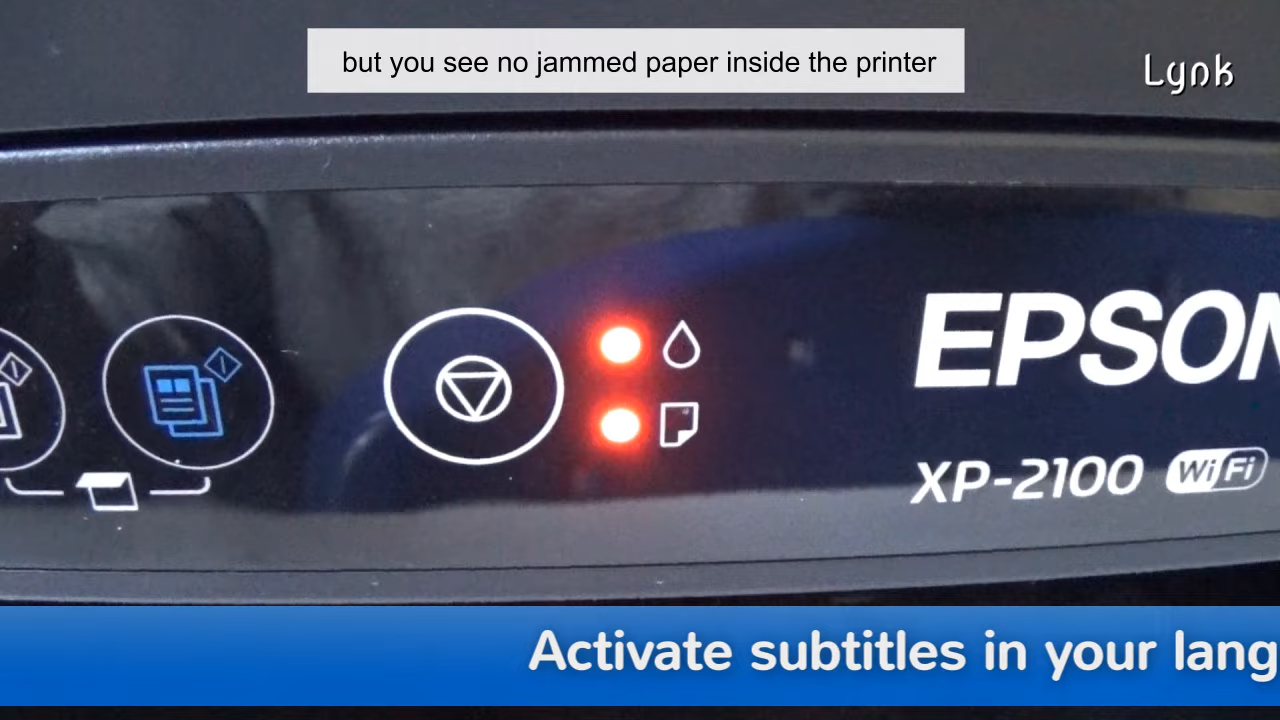 but you see no jammed paper inside the printer
Lynk
EPSON
XP-2100 WiFi
Activate subtitles in your lang